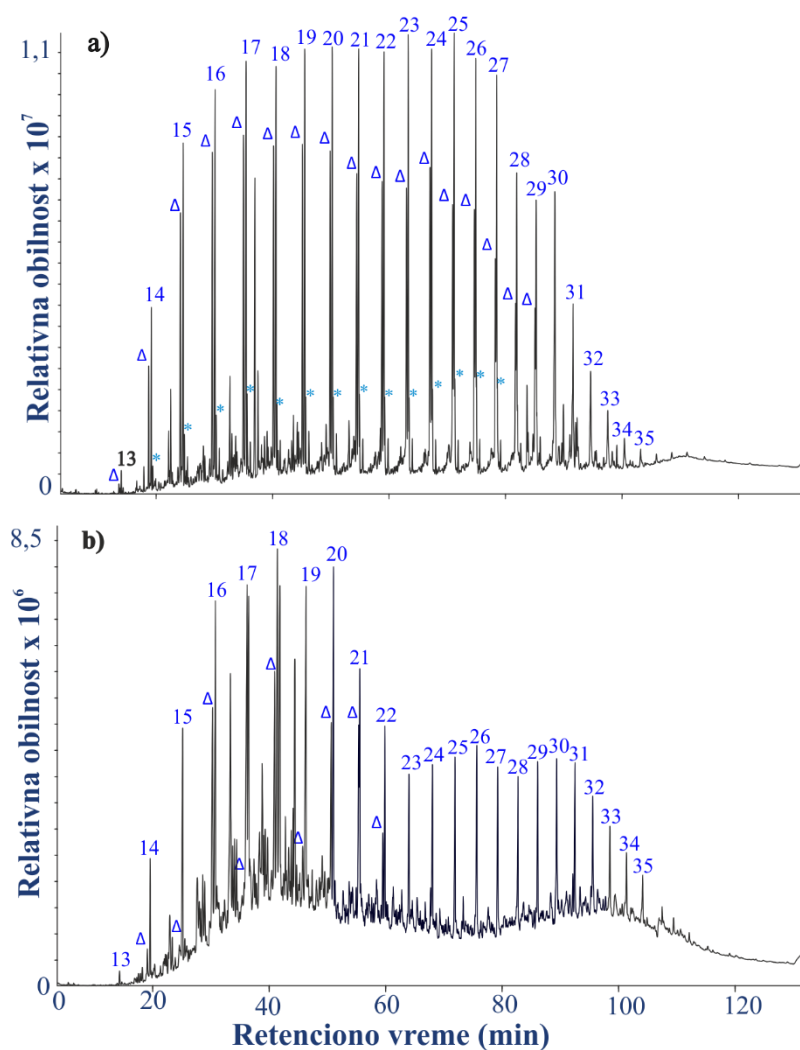 a)
Relativna obilnost x 10⁷
1,1
0
13 14 15 16 17 18 19 20 21 22 23 24 25 26 27 28 29 30 31 32 33 34 35
Δ Δ Δ Δ Δ Δ Δ Δ Δ Δ Δ Δ Δ Δ Δ Δ Δ
* * * * * * * * * * * * *
b)
Relativna obilnost x 10⁶
8,5
0
13 14 15 16 17 18 19 20 21 22 23 24 25 26 27 28 29 30 31 32 33 34 35
Δ Δ Δ Δ Δ Δ Δ Δ Δ
20 40 60 80 100 120
Retenciono vreme (min)